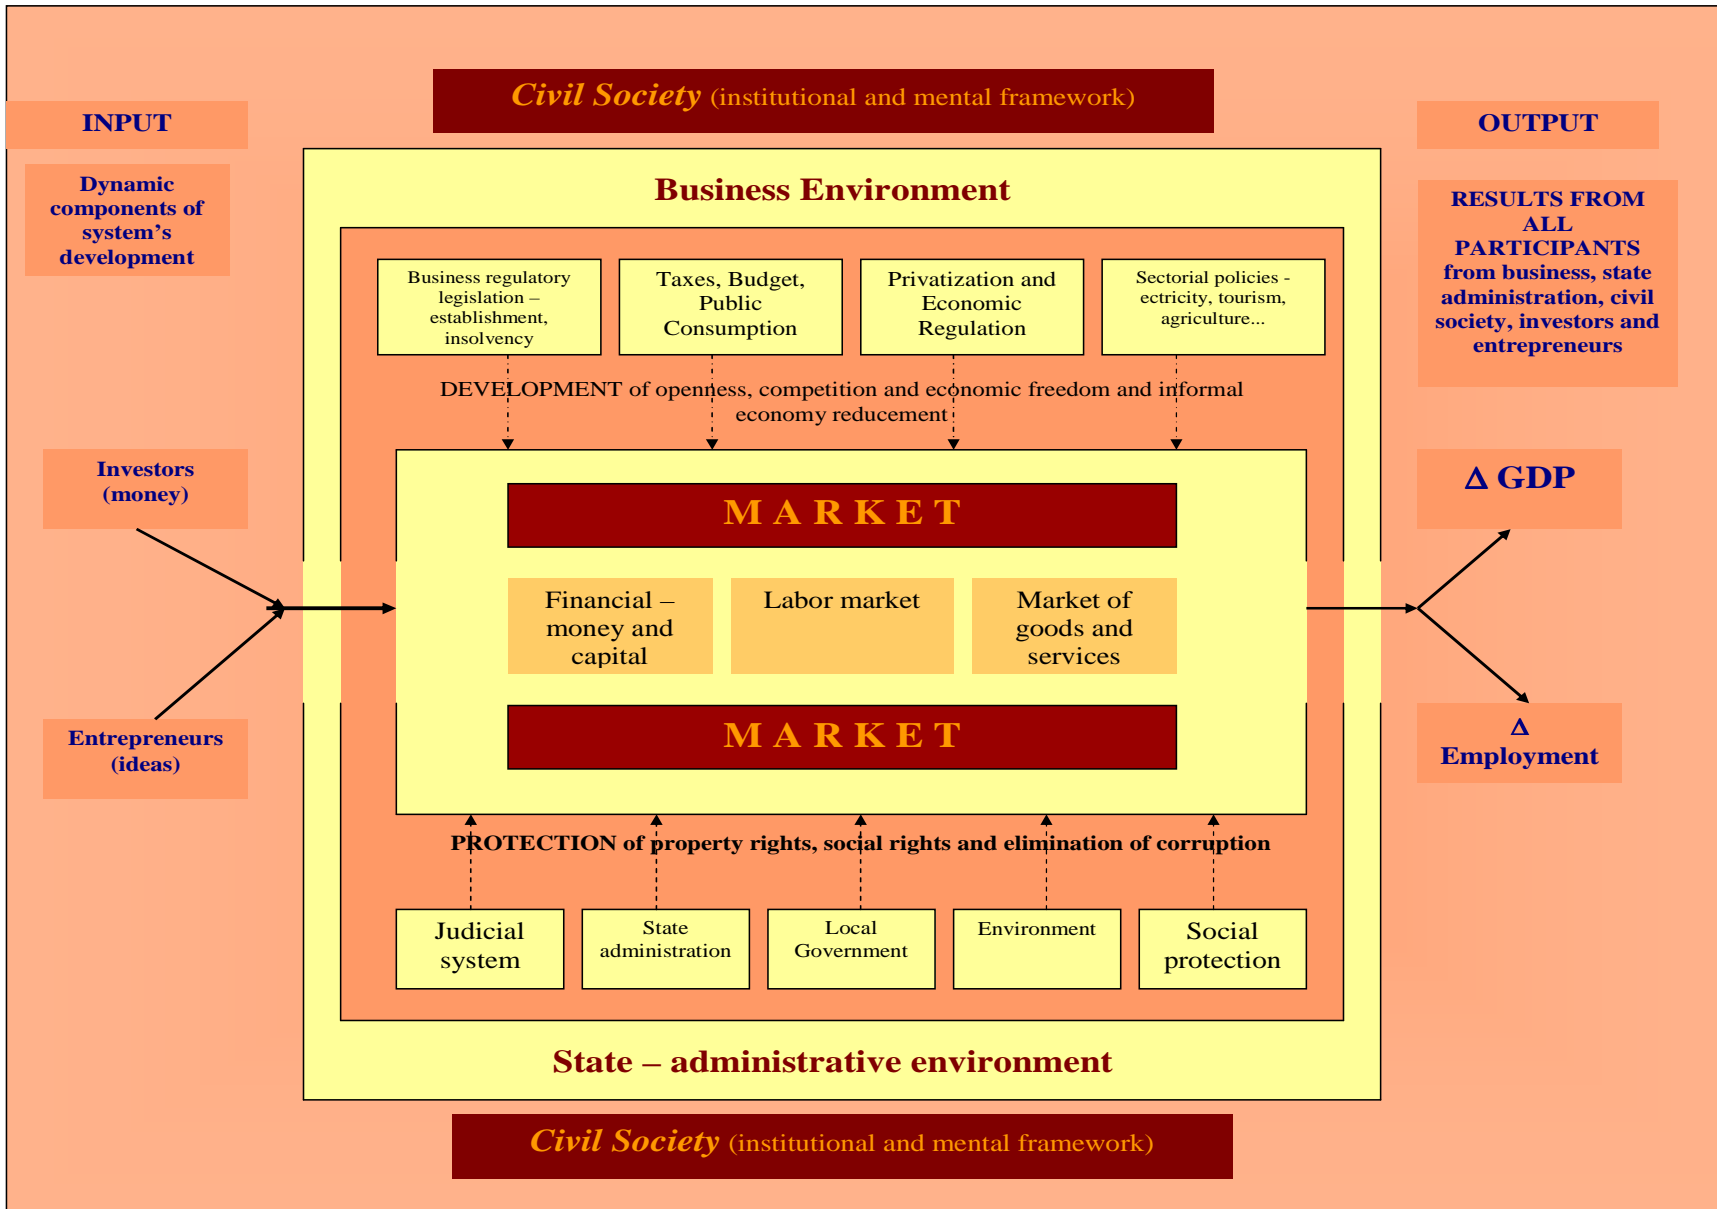 Civil Society (institutional and mental framework)
INPUT
OUTPUT
Dynamic
components of
system's
development
Business Environment
RESULTS FROM
ALL
PARTICIPANTS
from business, state
administration, civil
society, investors and
entrepreneurs
Business regulatory
legislation –
establishment,
insolvency
Taxes, Budget,
Public
Consumption
Privatization and
Economic
Regulation
Sectorial policies -
ectricity, tourism,
agriculture...
DEVELOPMENT of openness, competition and economic freedom and informal
economy reducement
Investors
(money)
Δ GDP
M A R K E T
Financial –
money and
capital
Labor market
Market of
goods and
services
M A R K E T
Entrepreneurs
(ideas)
Δ
Employment
PROTECTION of property rights, social rights and elimination of corruption
Judicial
system
State
administration
Local
Government
Environment
Social
protection
State – administrative environment
Civil Society (institutional and mental framework)